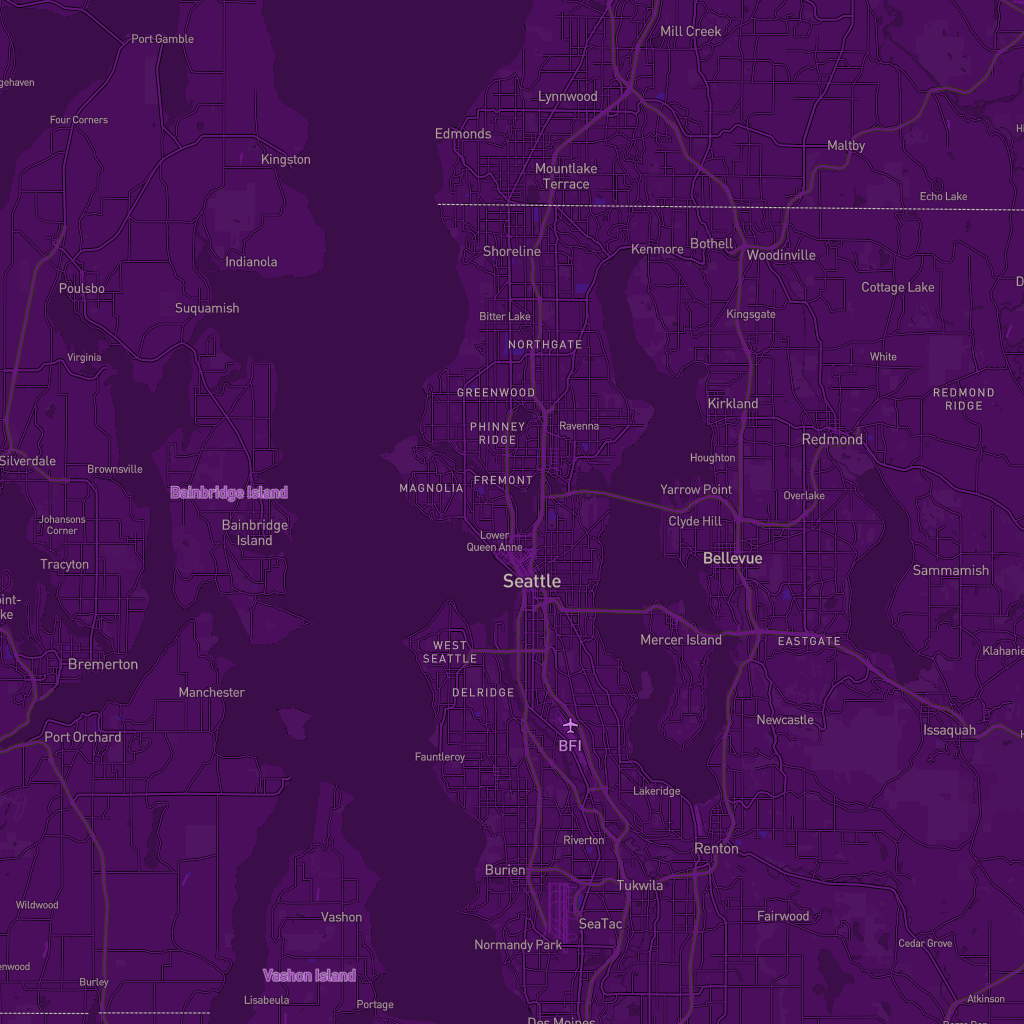 Mill Creek
Port Gamble
Lynnwood
Four Corners
Edmonds
Maltby
Kingston
Mountlake
Terrace
Echo Lake
Shoreline
Kenmore
Bothell
Woodinville
Indianola
Poulsbo
Cottage Lake
Suquamish
Bitter Lake
Kingsgate
NORTHGATE
Virginia
White
GREENWOOD
REDMOND
RIDGE
Kirkland
PHINNEY
RIDGE
Ravenna
Redmond
Silverdale
Brownsville
Houghton
FREMONT
MAGNOLIA
Yarrow Point
Overlake
Bainbridge Island
Johansons
Corner
Bainbridge
Island
Clyde Hill
Lower
Queen Anne
Bellevue
Tracyton
Seattle
Sammamish
Mercer Island
EASTGATE
WEST
SEATTLE
Klahanie
Bremerton
Manchester
DELRIDGE
Newcastle
Issaquah
Port Orchard
BFI
Fauntleroy
Lakeridge
Riverton
Renton
Burien
Tukwila
Wildwood
Vashon
SeaTac
Fairwood
Normandy Park
Cedar Grove
Vashon Island
Burley
Lisabeula
Portage
Atkinson
Des Moines